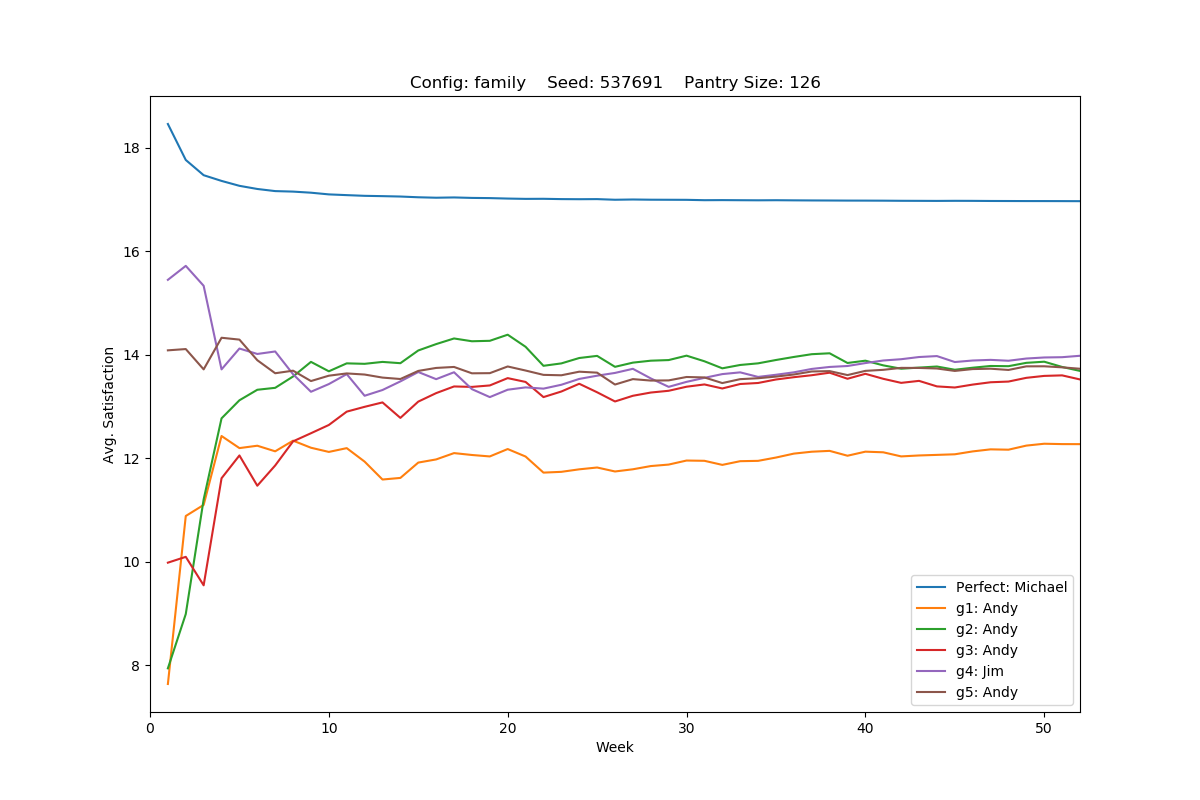 Config: family    Seed: 537691    Pantry Size: 126
18
16
14
12
10
8
Avg. Satisfaction
Perfect: Michael
g1: Andy
g2: Andy
g3: Andy
g4: Jim
g5: Andy
0 10 20 30 40 50
Week